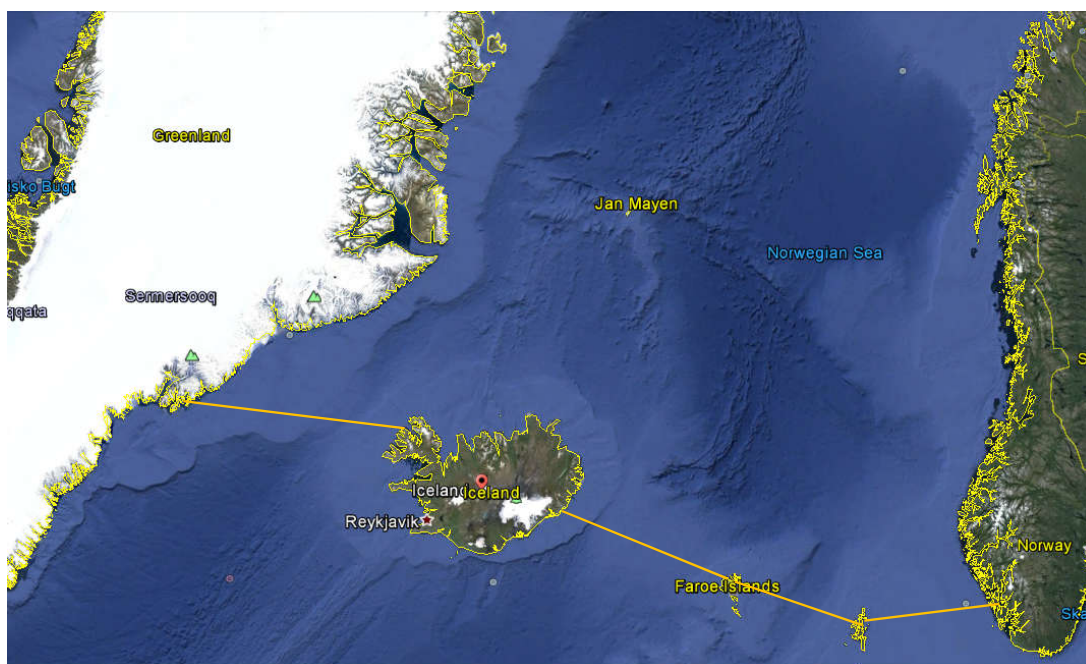 Greenland
isko Bugt
Jan Mayen
Norwegian Sea
Sermersooq
qqata
S
Iceland
Iceland
Reykjavik
Norway
Faroe Islands
Ska